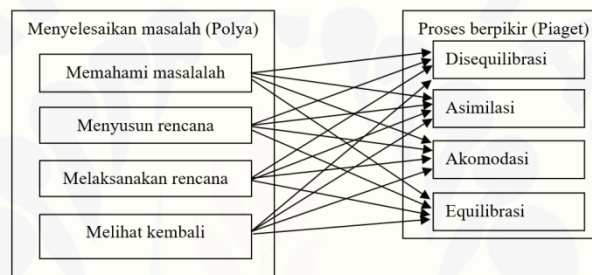 Menyelesaikan masalah (Polya)
Memahami masalalah
Menyusun rencana
Melaksanakan rencana
Melihat kembali
Proses berpikir (Piaget)
Disequilibrasi
Asimilasi
Akomodasi
Equilibrasi